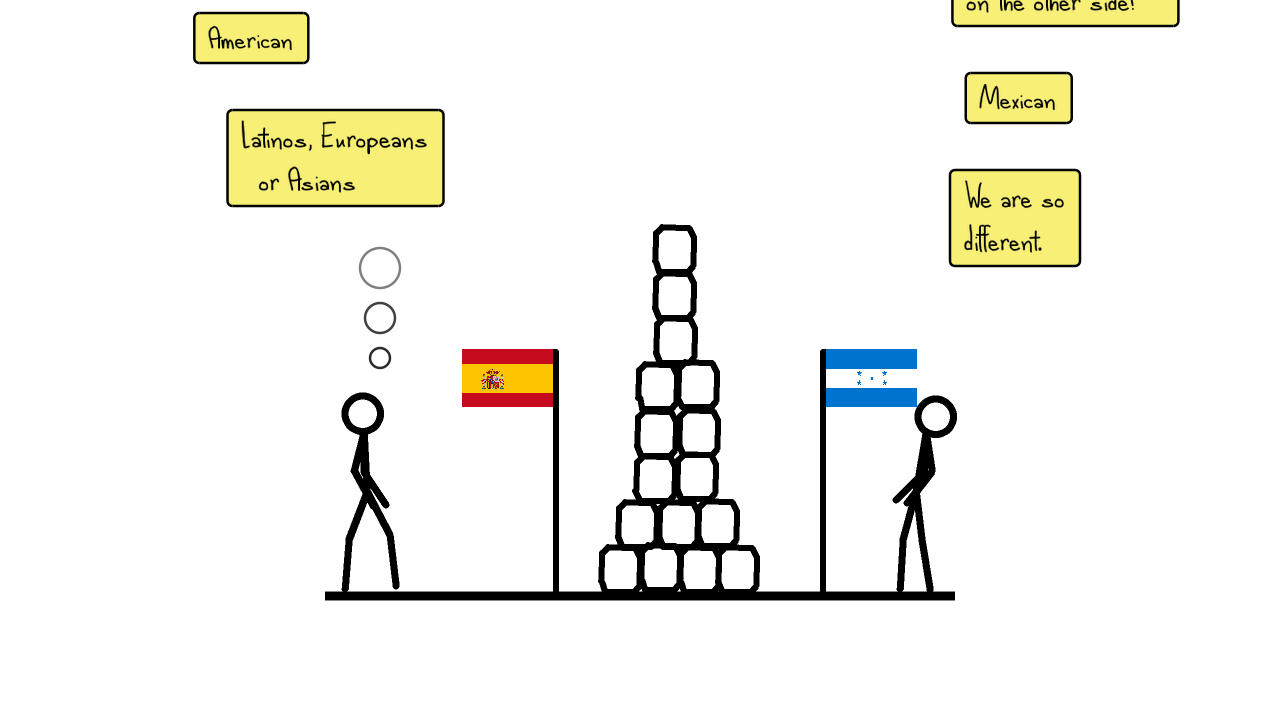 American
Latinos, Europeans
or Asians
on the other side!
Mexican
We are so
different.